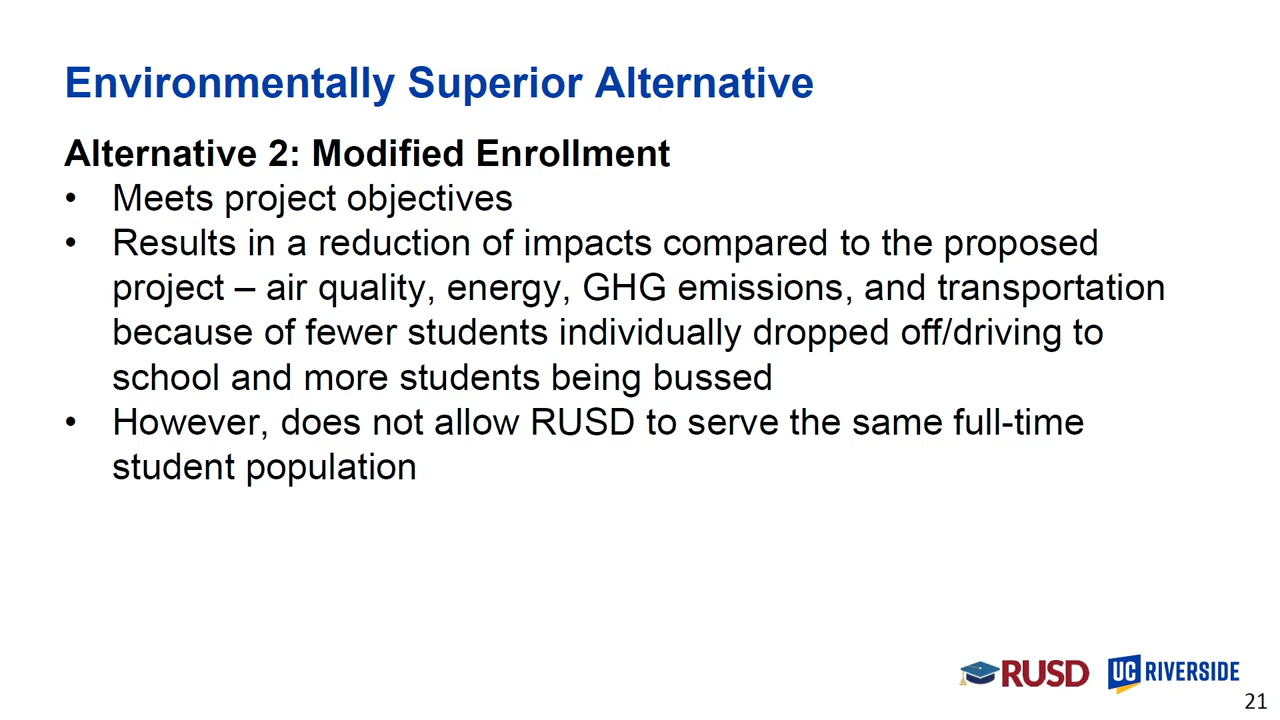 Environmentally Superior Alternative
Alternative 2: Modified Enrollment
• Meets project objectives
• Results in a reduction of impacts compared to the proposed
project – air quality, energy, GHG emissions, and transportation
because of fewer students individually dropped off/driving to
school and more students being bussed
• However, does not allow RUSD to serve the same full-time
student population
RUSD UC RIVERSIDE
21